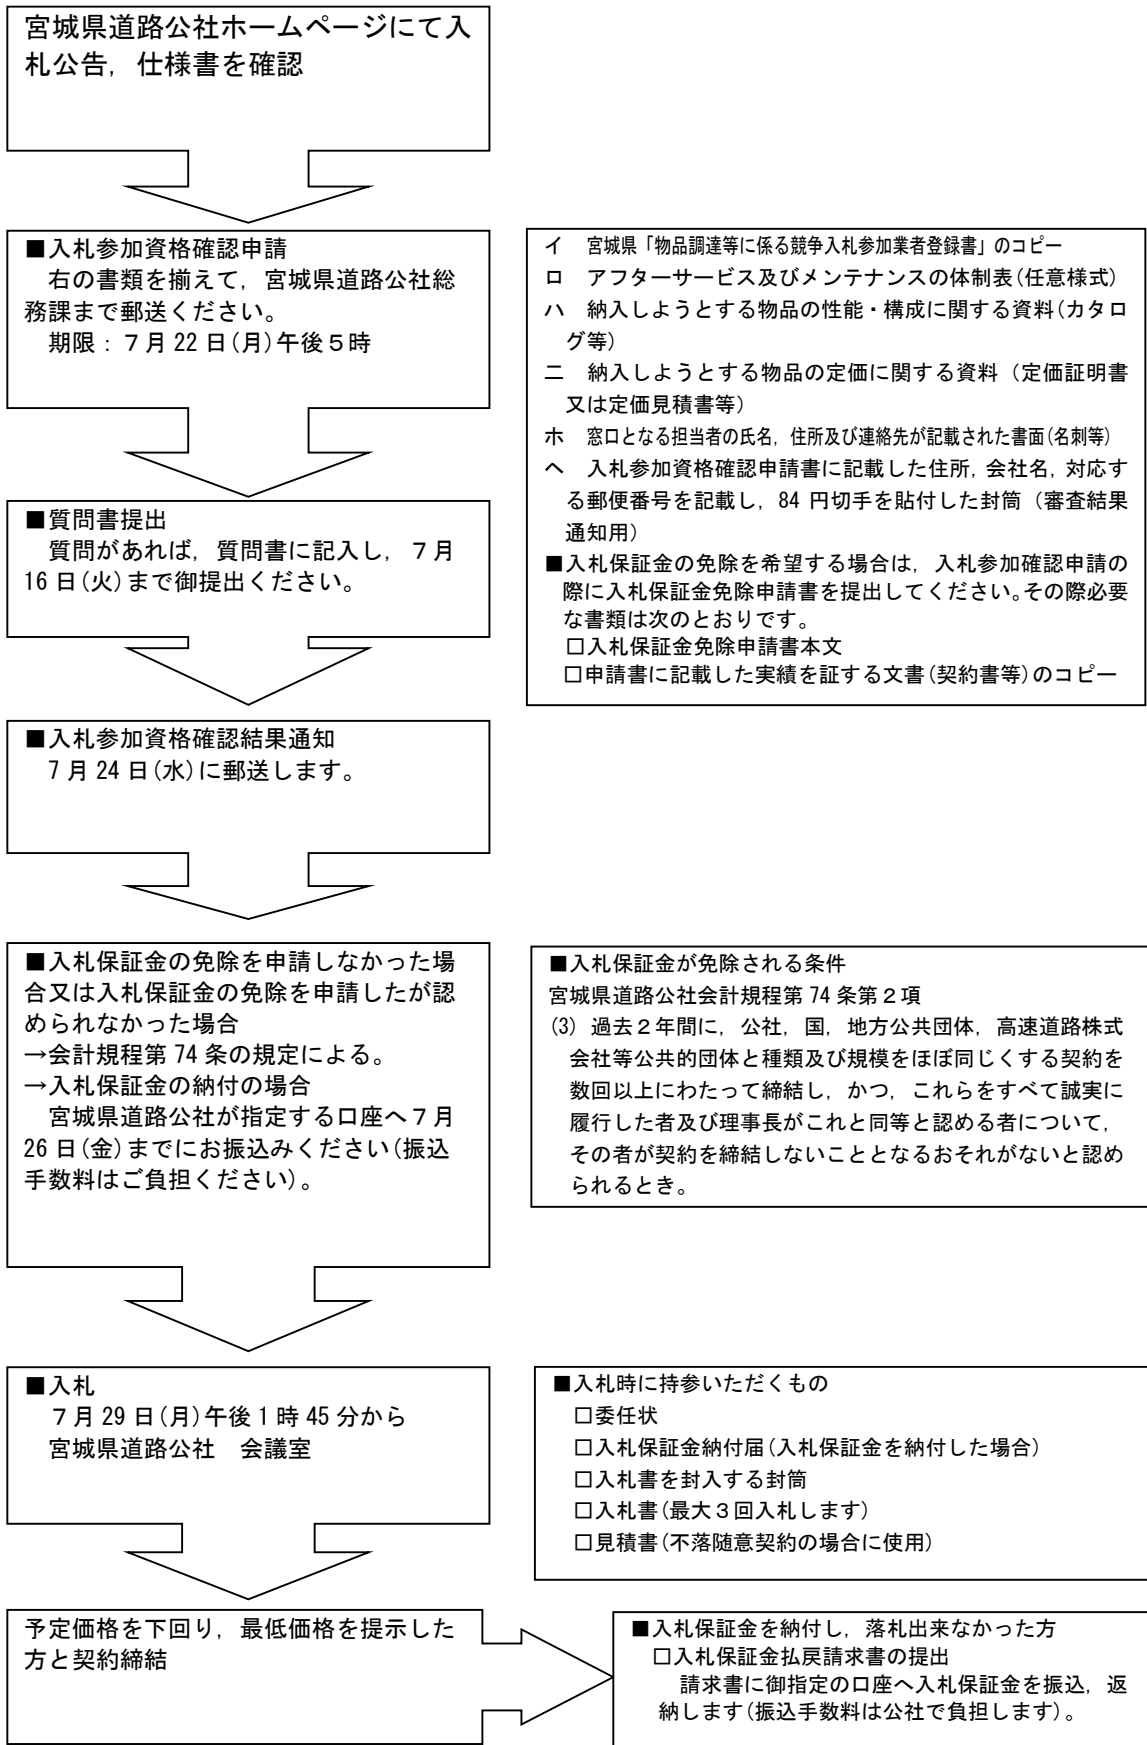 宮城県道路公社ホームページにて入
札公告，仕様書を確認
■入札参加資格確認申請
右の書類を揃えて，宮城県道路公社総
務課まで郵送ください。
期限：７月22日(月)午後５時
イ　宮城県「物品調達等に係る競争入札参加業者登録書」のコピー
ロ　アフターサービス及びメンテナンスの体制表(任意様式)
ハ　納入しようとする物品の性能・構成に関する資料(カタロ
グ等)
ニ　納入しようとする物品の定価に関する資料（定価証明書
又は定価見積書等）
ホ　窓口となる担当者の氏名，住所及び連絡先が記載された書面(名刺等)
ヘ　入札参加資格確認申請書に記載した住所，会社名，対応す
る郵便番号を記載し，84円切手を貼付した封筒（審査結果
通知用）
■入札保証金の免除を希望する場合は，入札参加確認申請の
際に入札保証金免除申請書を提出してください。その際必要
な書類は次のとおりです。
□入札保証金免除申請書本文
□申請書に記載した実績を証する文書(契約書等)のコピー
■質問書提出
質問があれば，質問書に記入し，７月
16日(火)まで御提出ください。
■入札参加資格確認結果通知
7月24日(水)に郵送します。
■入札保証金の免除を申請しなかった場
合又は入札保証金の免除を申請したが認
められなかった場合
→会計規程第74条の規定による。
→入札保証金の納付の場合
宮城県道路公社が指定する口座へ７月
26日(金)までにお振込みください(振込
手数料はご負担ください)。
■入札保証金が免除される条件
宮城県道路公社会計規程第74条第２項
(3) 過去２年間に，公社，国，地方公共団体，高速道路株式
会社等公共的団体と種類及び規模をほぼ同じくする契約を
数回以上にわたって締結し，かつ，これらをすべて誠実に
履行した者及び理事長がこれと同等と認める者について，
その者が契約を締結しないこととなるおそれがないと認め
られるとき。
■入札
７月29日(月)午後1時45分から
宮城県道路公社　会議室
■入札時に持参いただくもの
□委任状
□入札保証金納付届(入札保証金を納付した場合)
□入札書を封入する封筒
□入札書(最大３回入札します)
□見積書(不落随意契約の場合に使用)
予定価格を下回り，最低価格を提示した
方と契約締結
■入札保証金を納付し，落札出来なかった方
□入札保証金払戻請求書の提出
請求書に御指定の口座へ入札保証金を振込，返
納します(振込手数料は公社で負担します)。